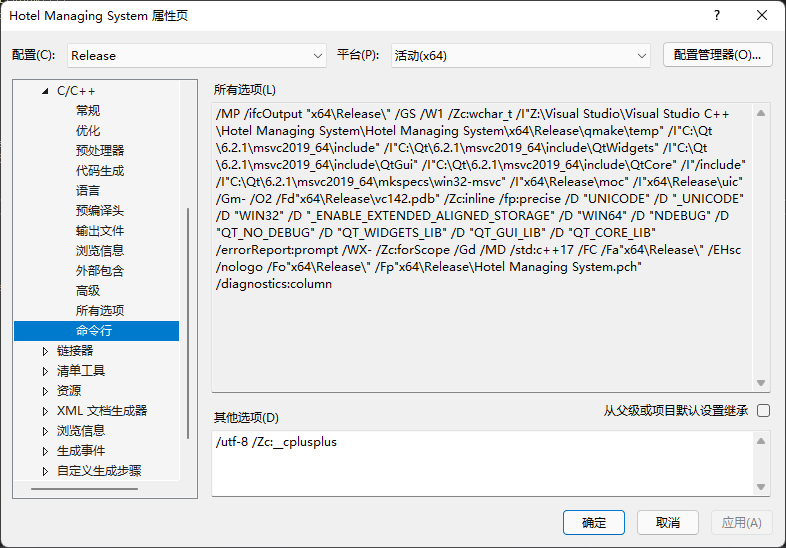 Hotel Managing System 属性页
配置(C):
Release
平台(P):
活动(x64)
配置管理器(O)...
C/C++
常规
优化
预处理器
代码生成
语言
预编译头
输出文件
浏览信息
外部包含
高级
所有选项
命令行
链接器
清单工具
资源
XML 文档生成器
浏览信息
生成事件
自定义生成步骤
所有选项(L)
/MP /ifcOutput "x64\Release\" /GS /W1 /Zc:wchar_t /I"Z:\Visual Studio\Visual Studio C++
\Hotel Managing System\Hotel Managing System\x64\Release\qmake\temp" /I"C:\Qt
\6.2.1\msvc2019_64\include" /I"C:\Qt\6.2.1\msvc2019_64\include\QtWidgets" /I"C:\Qt
\6.2.1\msvc2019_64\include\QtGui" /I"C:\Qt\6.2.1\msvc2019_64\include\QtCore" /I"/include"
/I"C:\Qt\6.2.1\msvc2019_64\mkspecs\win32-msvc" /I"x64\Release\moc" /I"x64\Release\uic"
/Gm- /O2 /Fd"x64\Release\vc142.pdb" /Zc:inline /fp:precise /D "UNICODE" /D "_UNICODE"
/D "WIN32" /D "_ENABLE_EXTENDED_ALIGNED_STORAGE" /D "WIN64" /D "NDEBUG" /D
"QT_NO_DEBUG" /D "QT_WIDGETS_LIB" /D "QT_GUI_LIB" /D "QT_CORE_LIB"
/errorReport:prompt /WX- /Zc:forScope /Gd /MD /std:c++17 /FC /Fa"x64\Release\" /EHsc
/nologo /Fo"x64\Release\" /Fp"x64\Release\Hotel Managing System.pch"
/diagnostics:column
从父级或项目默认设置继承
其他选项(D)
/utf-8 /Zc:__cplusplus
确定
取消
应用(A)